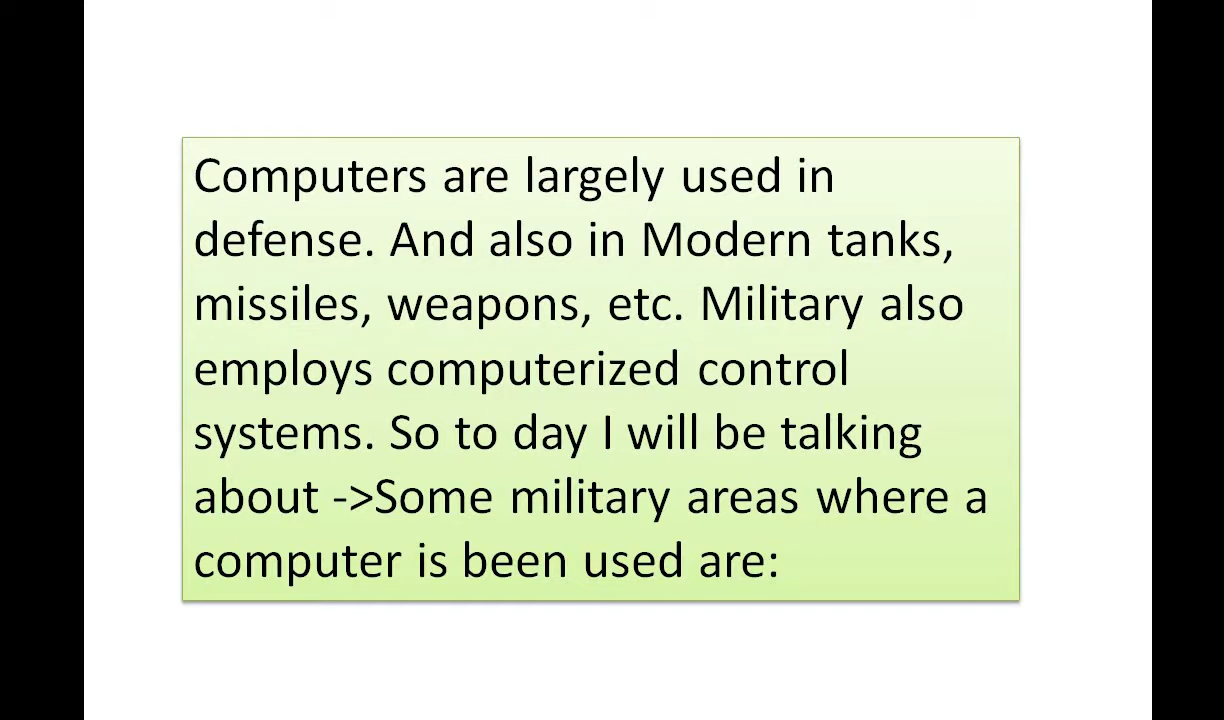 Computers are largely used in
defense. And also in Modern tanks,
missiles, weapons, etc. Military also
employs computerized control
systems. So to day I will be talking
about ->Some military areas where a
computer is been used are: